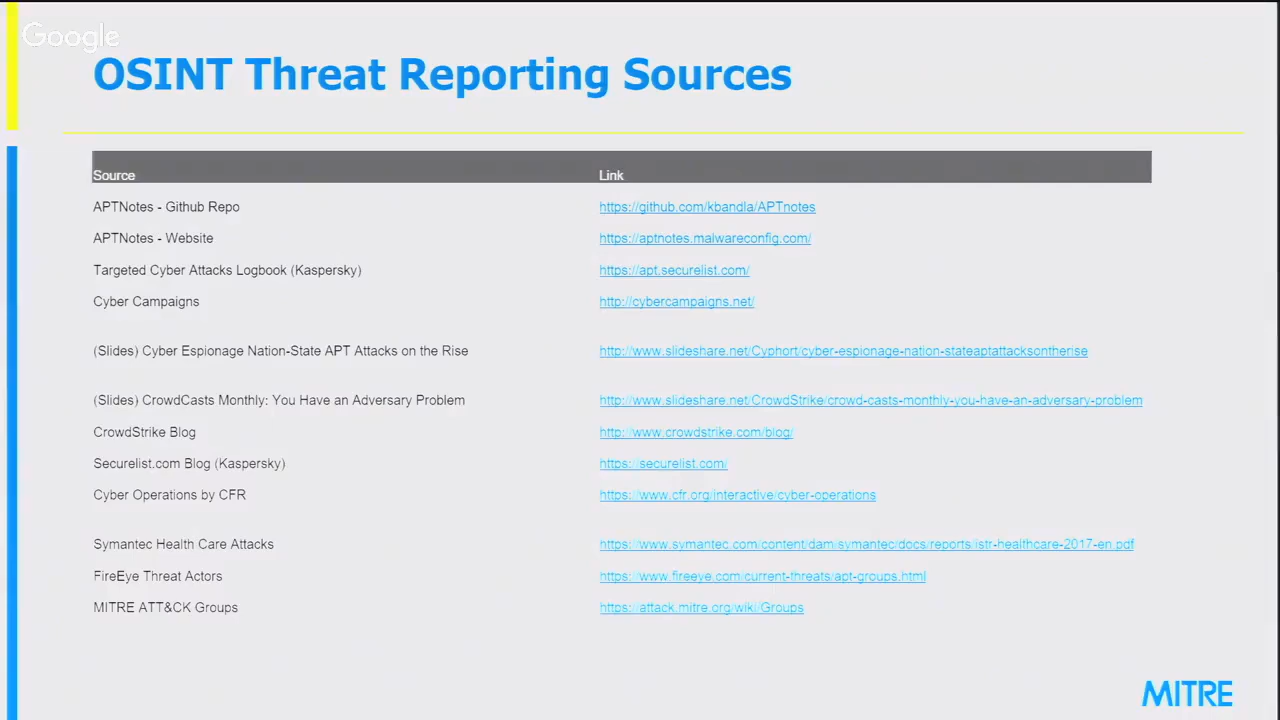 Google
OSINT Threat Reporting Sources
Source Link
APTNotes - Github Repo https://github.com/kbandla/APTnotes
APTNotes - Website https://aptnotes.malwareconfig.com/
Targeted Cyber Attacks Logbook (Kaspersky) https://apt.securelist.com/
Cyber Campaigns http://cybercampaigns.net/
(Slides) Cyber Espionage Nation-State APT Attacks on the Rise http://www.slideshare.net/Cyphort/cyber-espionage-nation-stateaptattacksontherise
(Slides) CrowdCasts Monthly: You Have an Adversary Problem http://www.slideshare.net/CrowdStrike/crowd-casts-monthly-you-have-an-adversary-problem
CrowdStrike Blog http://www.crowdstrike.com/blog/
Securelist.com Blog (Kaspersky) https://securelist.com/
Cyber Operations by CFR https://www.cfr.org/interactive/cyber-operations
Symantec Health Care Attacks https://www.symantec.com/content/dam/symantec/docs/reports/istr-healthcare-2017-en.pdf
FireEye Threat Actors https://www.fireeye.com/current-threats/apt-groups.html
MITRE ATT&CK Groups https://attack.mitre.org/wiki/Groups
MITRE